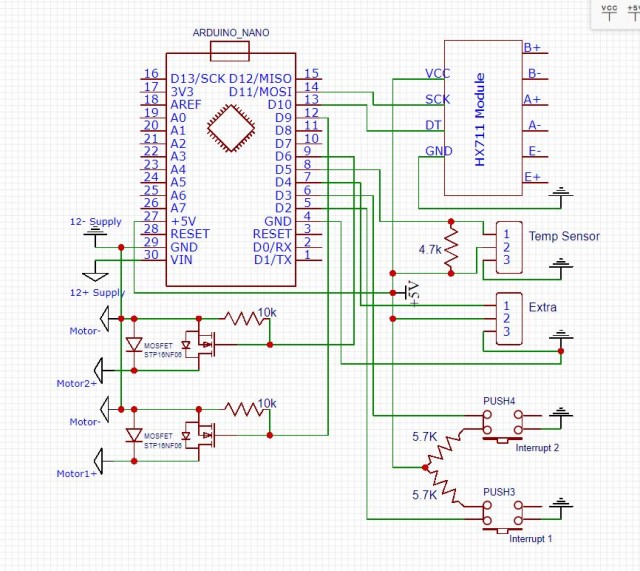 VCC +5V
ARDUINO_NANO
16 D13/SCK D12/MISO 15
17 3V3 D11/MOSI 14
18 AREF D10 13
19 A0 D9 12
20 A1 D8 11
21 A2 D7 10
22 A3 D6 9
23 A4 D5 8
24 A5 D4 7
25 A6 D3 6
26 A7 D2 5
27 +5V GND 4
28 RESET RESET 3
29 GND D0/RX 2
30 VIN D1/TX 1
VCC
SCK
DT
GND
HX711 Module
B+
B-
A+
A-
E-
E+
12- Supply
12+ Supply
4.7k
1
2
3
Temp Sensor
+5V
1
2
3
Extra
10k
Motor-
MOSFET
STP16NF06
Motor2+
10k
Motor-
MOSFET
STP16NF06
Motor1+
PUSH4
5.7K
Interrupt 2
5.7K
PUSH3
Interrupt 1